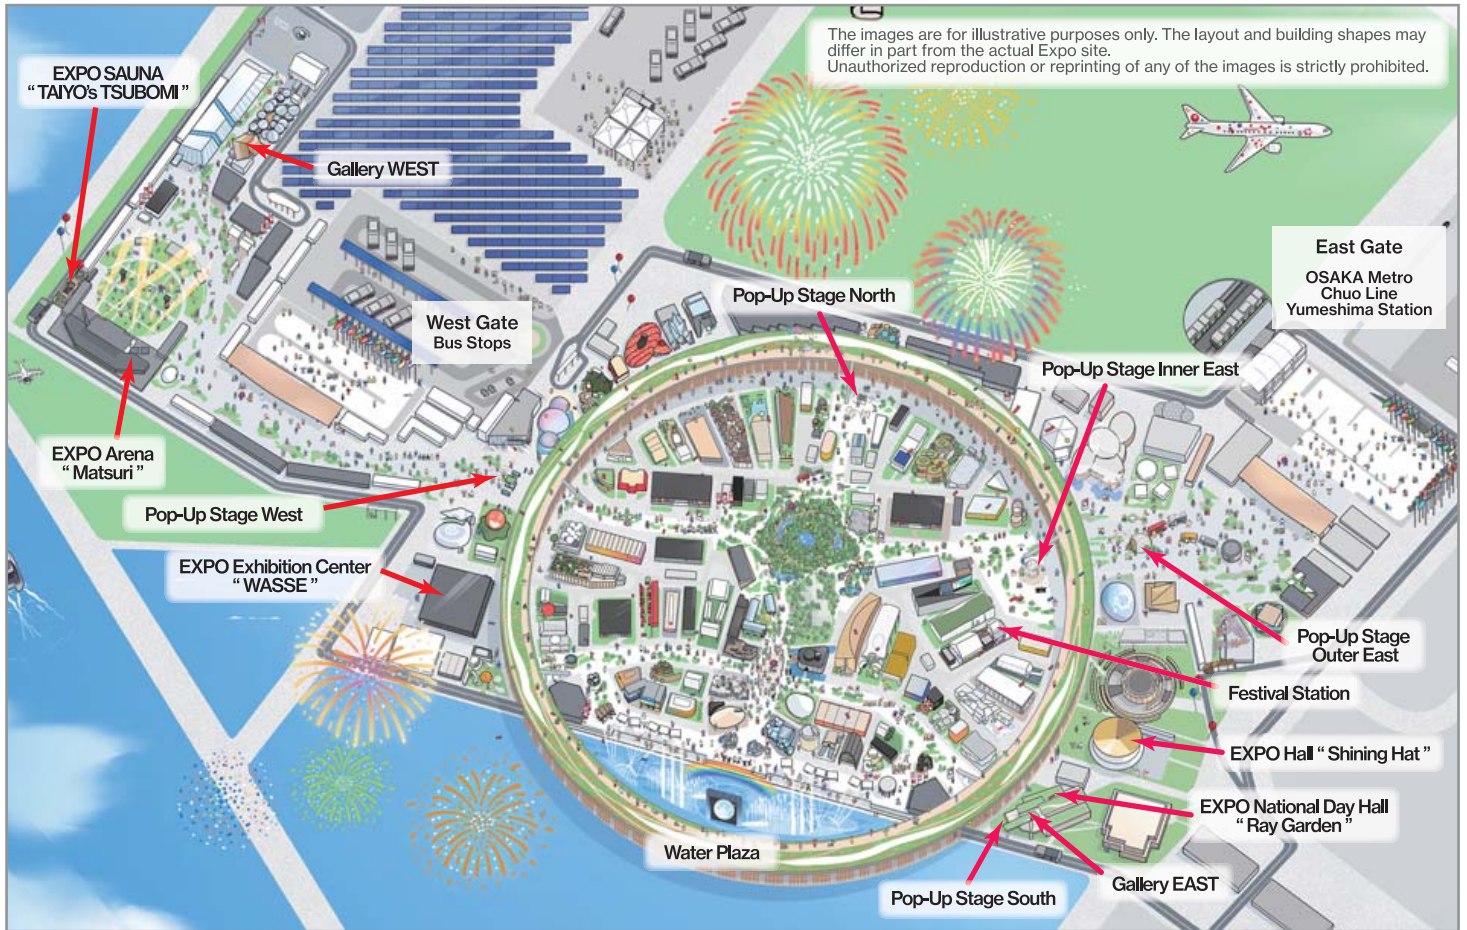 The images are for illustrative purposes only. The layout and building shapes may
differ in part from the actual Expo site.
Unauthorized reproduction or reprinting of any of the images is strictly prohibited.
EXPO SAUNA
“ TAIYO's TSUBOMI ”
Gallery WEST
East Gate
OSAKA Metro
Chuo Line
Yumeshima Station
Pop-Up Stage North
West Gate
Bus Stops
Pop-Up Stage Inner East
EXPO Arena
“ Matsuri ”
Pop-Up Stage West
EXPO Exhibition Center
“ WASSE ”
Pop-Up Stage
Outer East
Festival Station
EXPO Hall “ Shining Hat ”
EXPO National Day Hall
“ Ray Garden ”
Water Plaza
Gallery EAST
Pop-Up Stage South